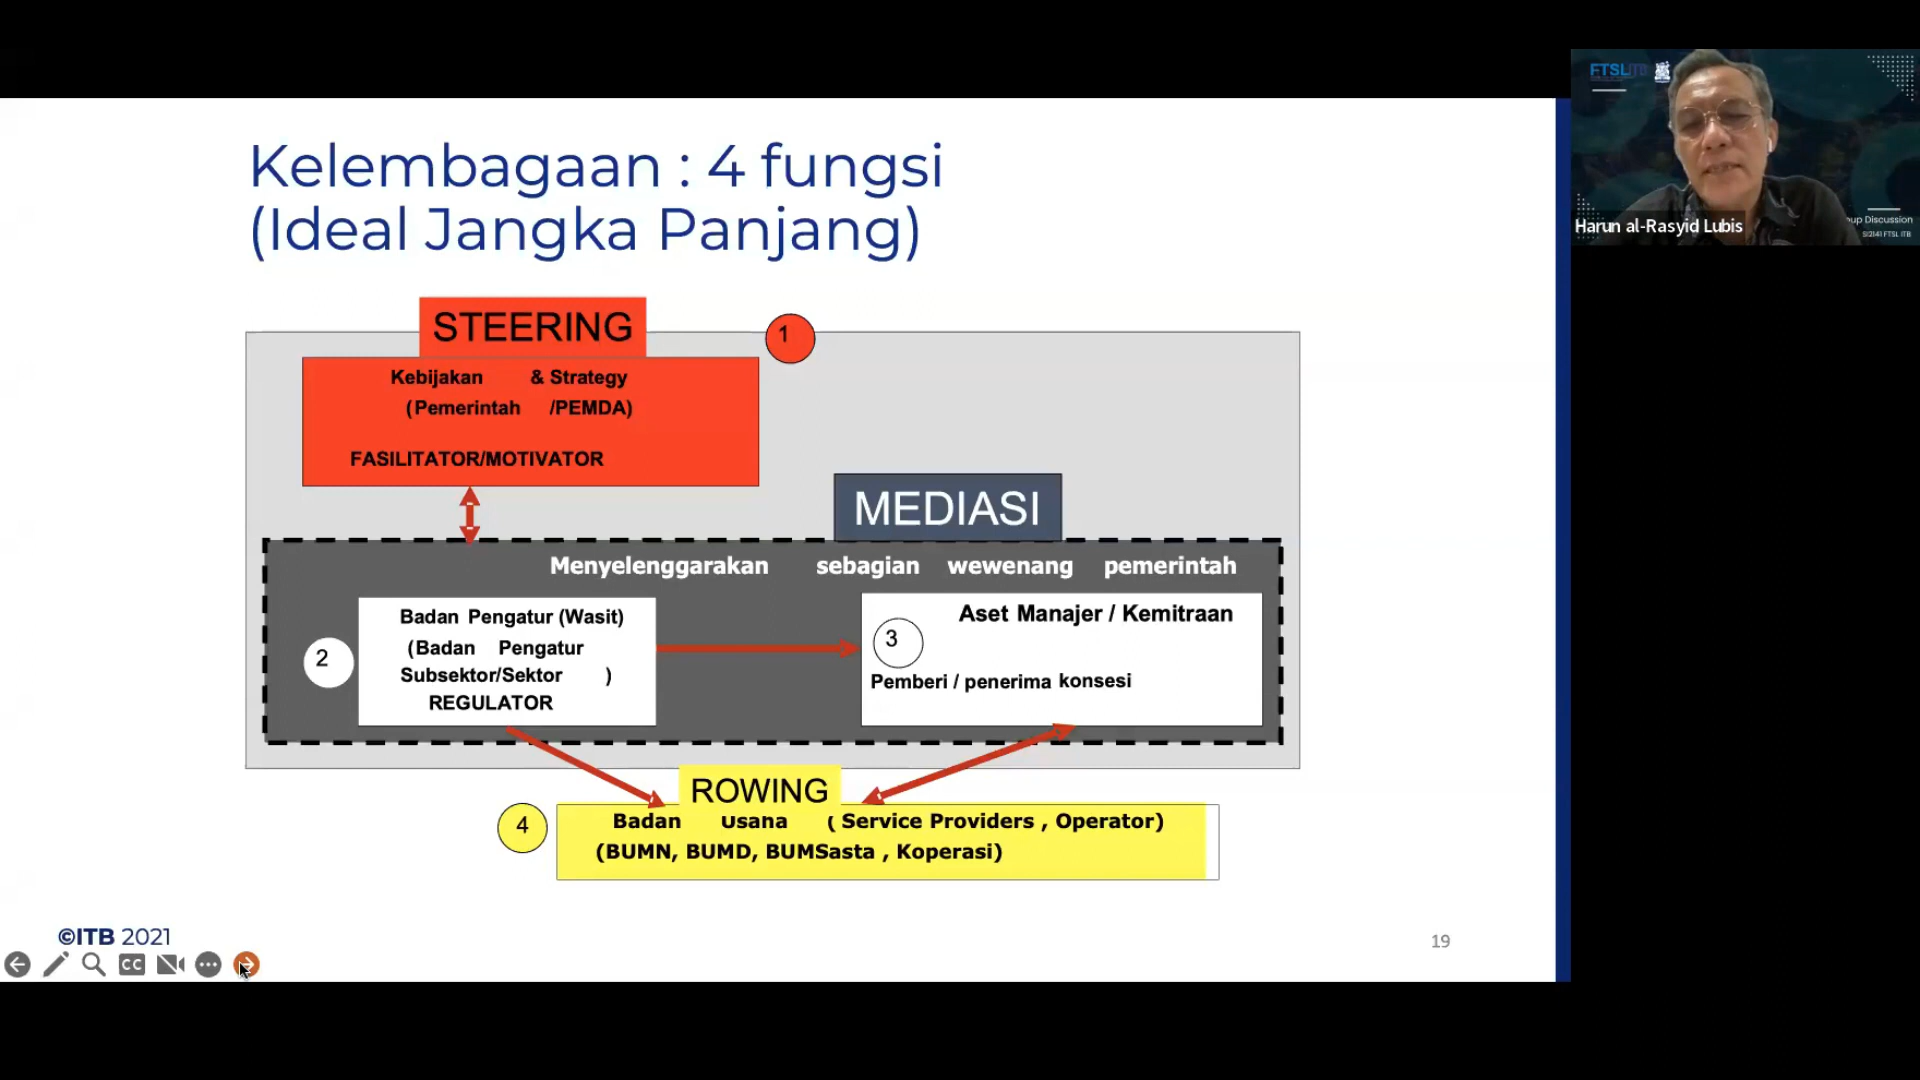 Kelembagaan : 4 fungsi
(Ideal Jangka Panjang)
STEERING
1
Kebijakan & Strategy
(Pemerintah /PEMDA)
FASILITATOR/MOTIVATOR
MEDIASI
Menyelenggarakan sebagian wewenang pemerintah
2
Badan Pengatur (Wasit)
(Badan Pengatur
Subsektor/Sektor )
REGULATOR
3
Aset Manajer / Kemitraan
Pemberi / penerima konsesi
ROWING
4
Badan Usaha ( Service Providers , Operator)
(BUMN, BUMD, BUMSasta , Koperasi)
©ITB 2021
19
CC
FTSL ITB
Harun al-Rasyid Lubis
up Discussion
SI2141 FTSL ITB